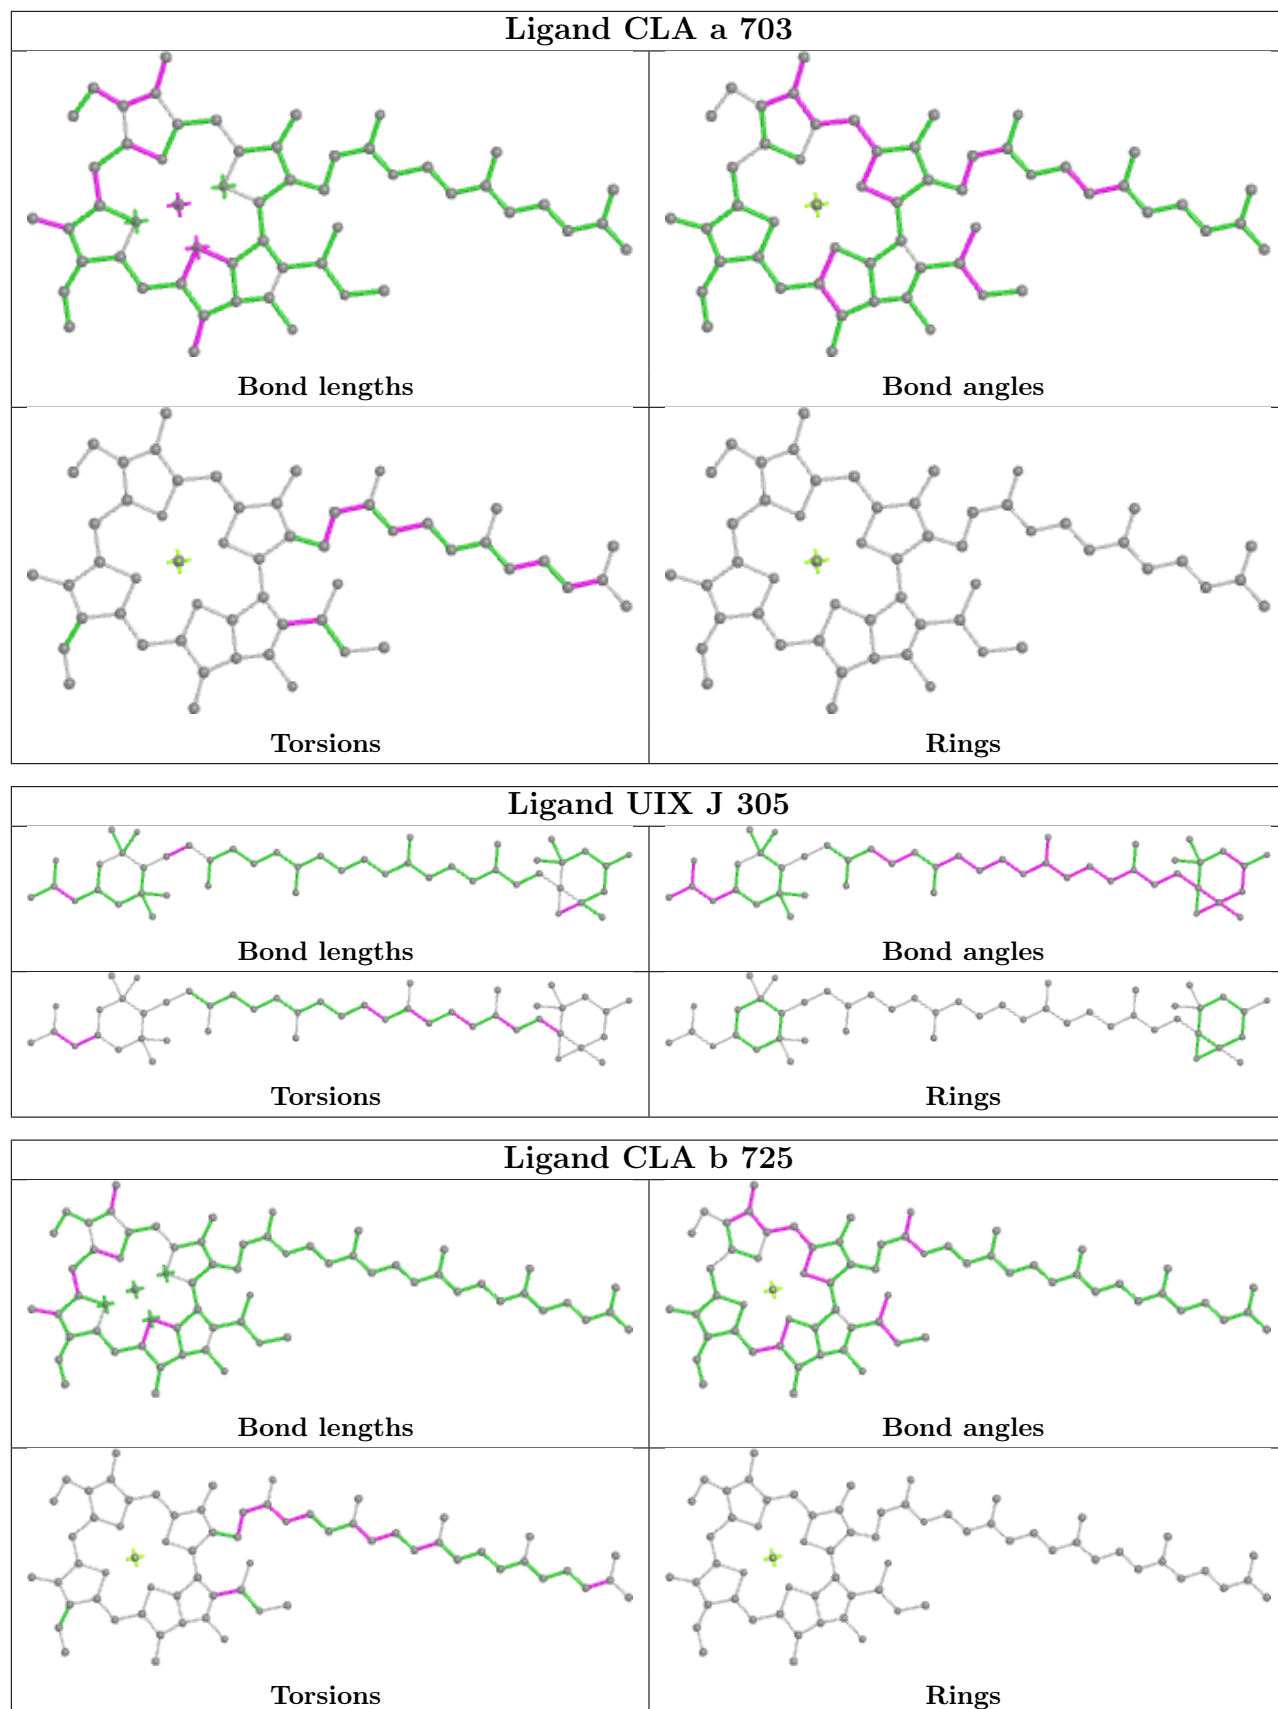 Ligand CLA a 703
Bond lengths
Bond angles
Torsions
Rings
Ligand UIX J 305
Bond lengths
Bond angles
Torsions
Rings
Ligand CLA b 725
Bond lengths
Bond angles
Torsions
Rings